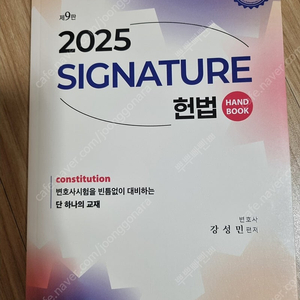 제9판
2025
SIGNATURE
헌법
HAND
BOOK
constitution
변호사시험을 빈틈없이 대비하는
단 하나의 교재
변호사
강성민 편저